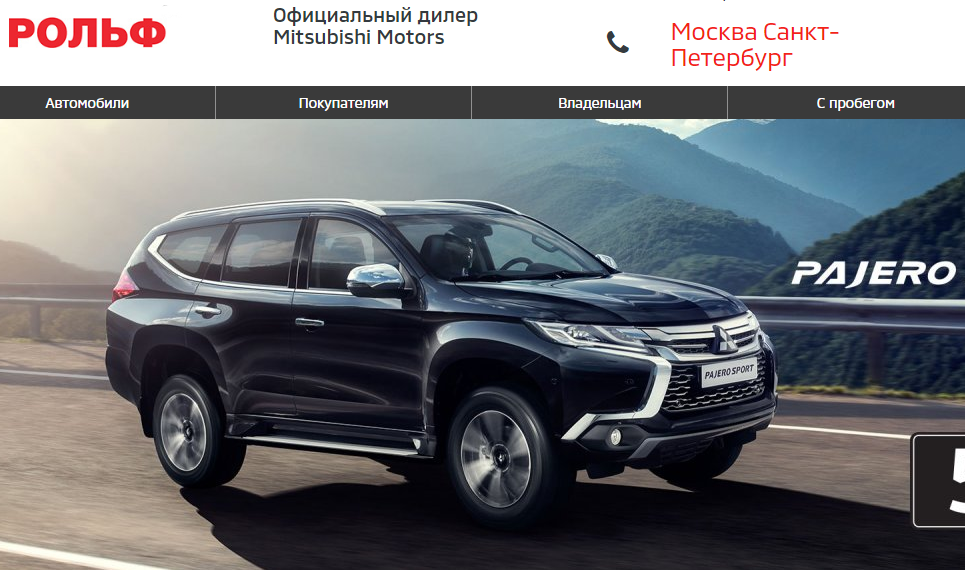 РОЛЬФ
Официальный дилер
Mitsubishi Motors
Москва Санкт-
Петербург
Автомобили
Покупателям
Владельцам
С пробегом
PAJERO
PAJERO SPORT
5